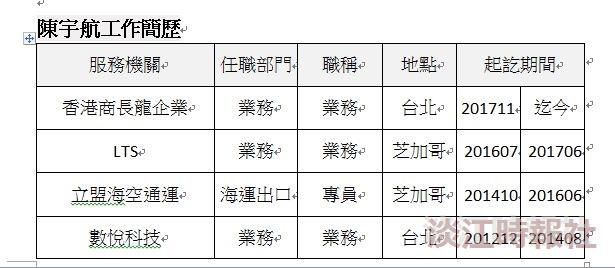 陳宇航工作簡歷
服務機關 任職部門 職稱 地點 起訖期間
香港商長龍企業 業務 業務 台北 201711 迄今
LTS 業務 業務 芝加哥 201607 201706
立盟海空通運 海運出口 專員 芝加哥 201410 201606
數悅科技 業務 業務 台北 201212 201408
淡江時報社